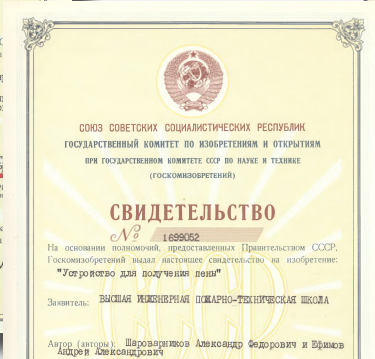 СОЮЗ СОВЕТСКИХ СОЦИАЛИСТИЧЕСКИХ РЕСПУБЛИК
ГОСУДАРСТВЕННЫЙ КОМИТЕТ ПО ИЗОБРЕТЕНИЯМ И ОТКРЫТИЯМ
ПРИ ГОСУДАРСТВЕННОМ КОМИТЕТЕ СССР ПО НАУКЕ И ТЕХНИКЕ
(ГОСКОМИЗОБРЕТЕНИЙ)
СВИДЕТЕЛЬСТВО
№ 1699052
На основании полномочий, предоставленных Правительством СССР,
Госкомизобретений выдал настоящее свидетельство на изобретение:
"Устройство для получения пены"
Заявитель: ВЫСШАЯ ИНЖЕНЕРНАЯ ПОЖАРНО-ТЕХНИЧЕСКАЯ ШКОЛА
Автор (авторы): Шароварников Александр Федорович и Ефимов
Андрей Александрович